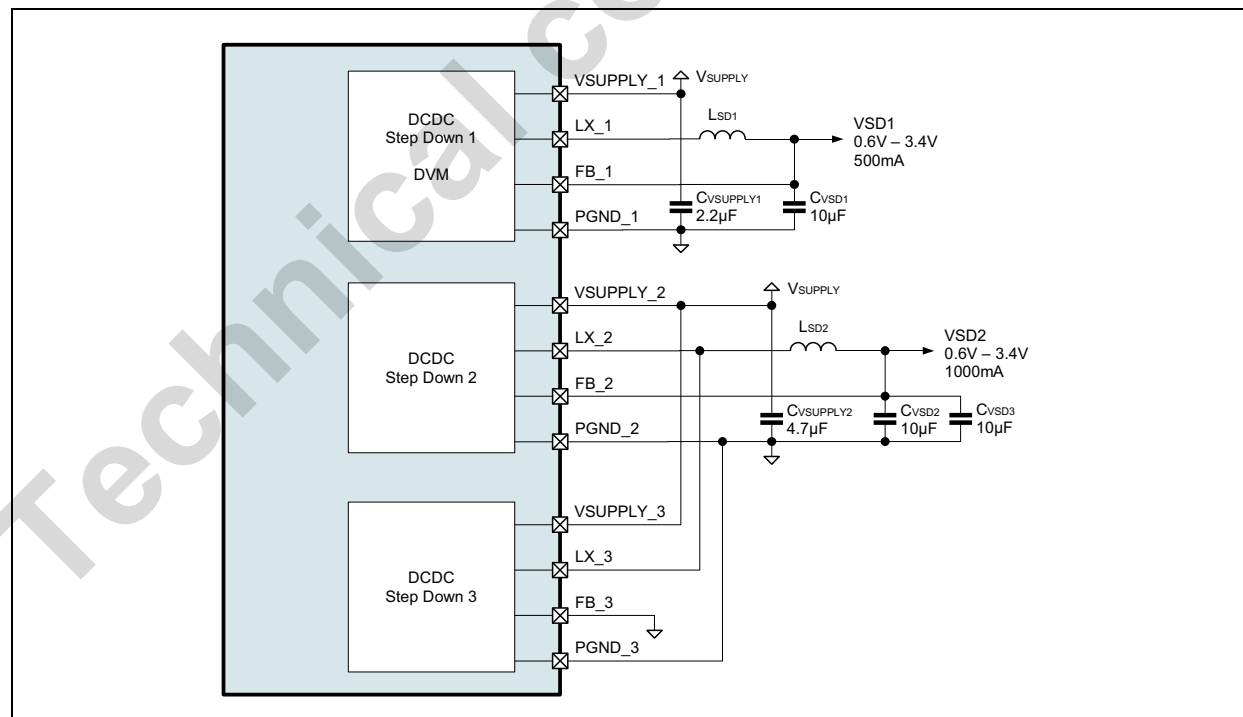 Technical co
DCDC
Step Down 1
DVM
VSUPPLY_1
LX_1
FB_1
PGND_1
VSUPPLY
LSD1
VSD1
0.6V – 3.4V
500mA
CVSUPPLY1
2.2µF
CVSD1
10µF
DCDC
Step Down 2
VSUPPLY_2
LX_2
FB_2
PGND_2
VSUPPLY
LSD2
VSD2
0.6V – 3.4V
1000mA
CVSUPPLY2
4.7µF
CVSD2
10µF
CVSD3
10µF
DCDC
Step Down 3
VSUPPLY_3
LX_3
FB_3
PGND_3